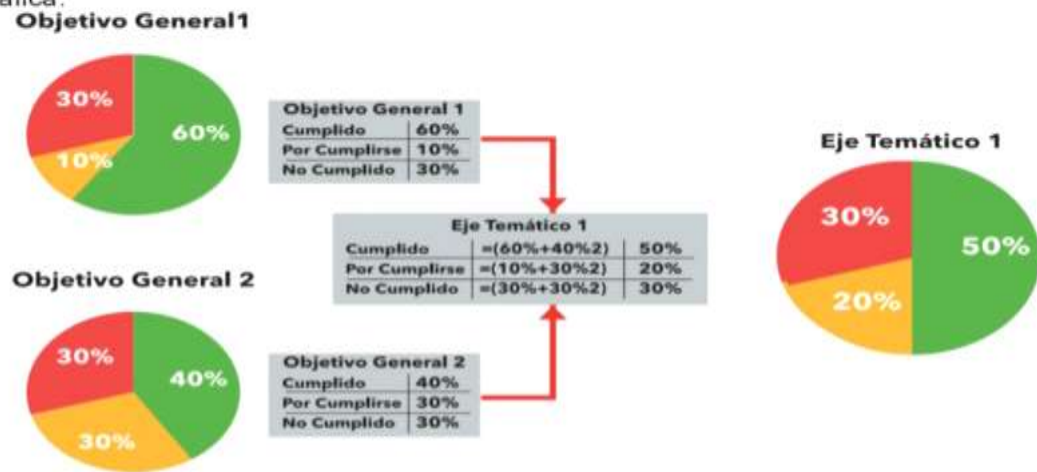 Objetivo General1
30%
60%
10%
Objetivo General 1
Cumplido 60%
Por Cumplirse 10%
No Cumplido 30%
Eje Temático 1
Cumplido =(60%+40%2) 50%
Por Cumplirse =(10%+30%2) 20%
No Cumplido =(30%+30%2) 30%
Objetivo General 2
30%
40%
30%
Objetivo General 2
Cumplido 40%
Por Cumplirse 30%
No Cumplido 30%
Eje Temático 1
30%
50%
20%